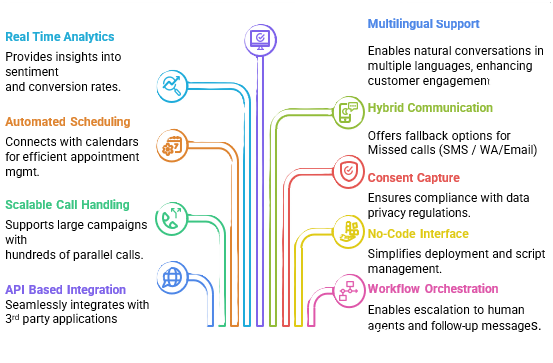 Real Time Analytics
Provides insights into
sentiment
and conversion rates.
Automated Scheduling
Connects with calendars
for efficient appointment
mgmt.
Scalable Call Handling
Supports large campaigns
with
hundreds of parallel calls.
API Based Integration
Seamlessly integrates with
3rd party applications
Multilingual Support
Enables natural conversations in
multiple languages, enhancing
customer engagement
Hybrid Communication
Offers fallback options for
Missed calls (SMS / WA/Email)
Consent Capture
Ensures compliance with data
privacy regulations.
No-Code Interface
Simplifies deployment and script
management.
Workflow Orchestration
Enables escalation to human
agents and follow-up messages.